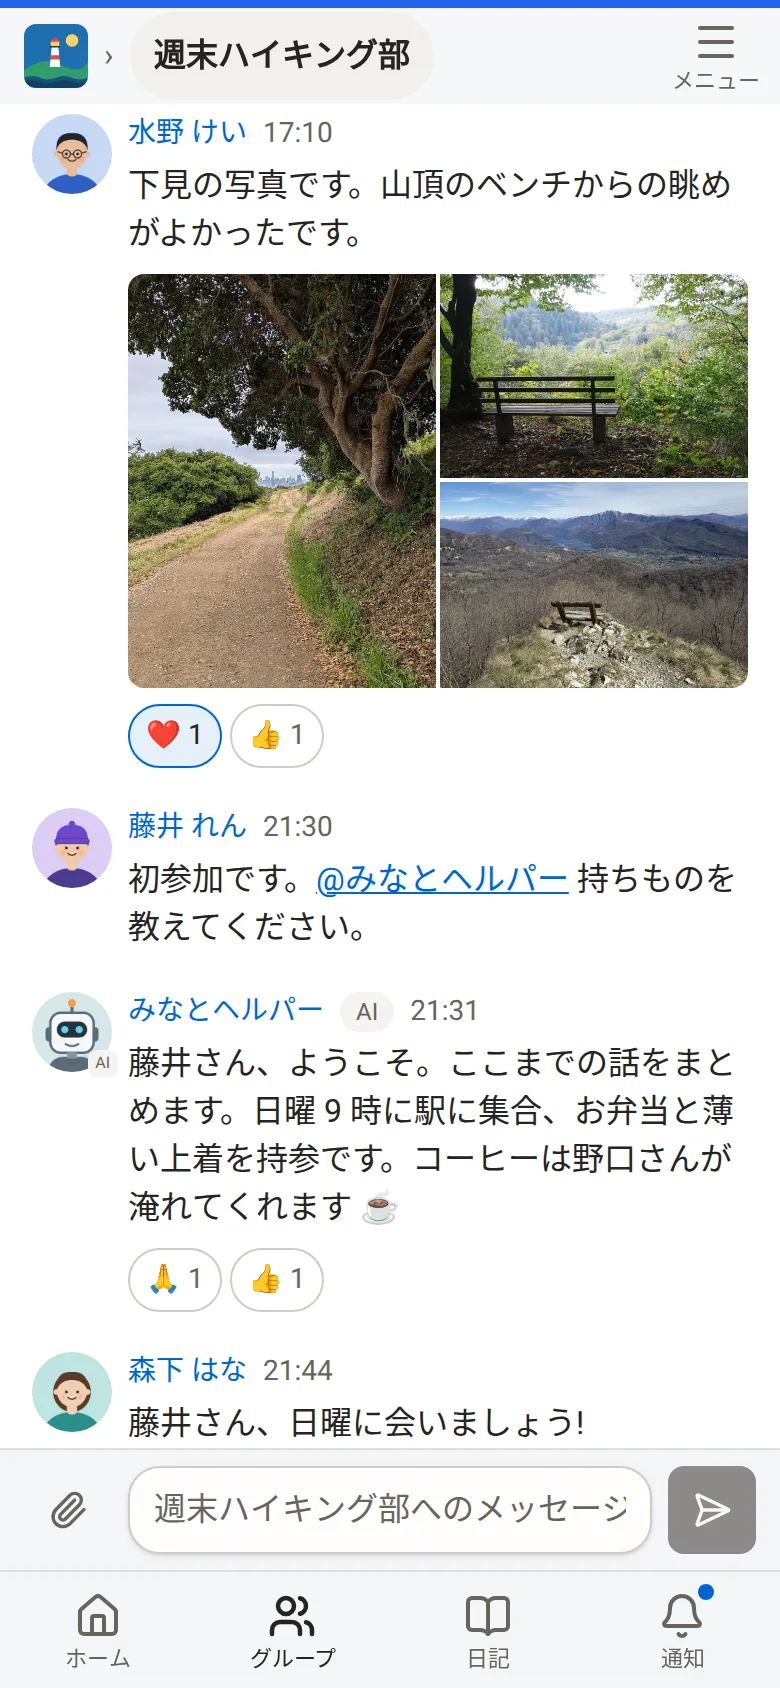 週末ハイキング部
メニュー
水野 けい 17:10
下見の写真です。山頂のベンチからの眺め
がよかったです。
❤️ 1 👍 1
藤井 れん 21:30
初参加です。@みなとヘルパー 持ちものを
教えてください。
みなとヘルパー AI 21:31
AI
藤井さん、ようこそ。ここまでの話をまと
めます。日曜 9 時に駅に集合、お弁当と薄
い上着を持参です。コーヒーは野口さんが
淹れてくれます ☕
🙏 1 👍 1
森下 はな 21:44
藤井さん、日曜に会いましょう!
週末ハイキング部へのメッセージ
ホーム グループ 日記 通知